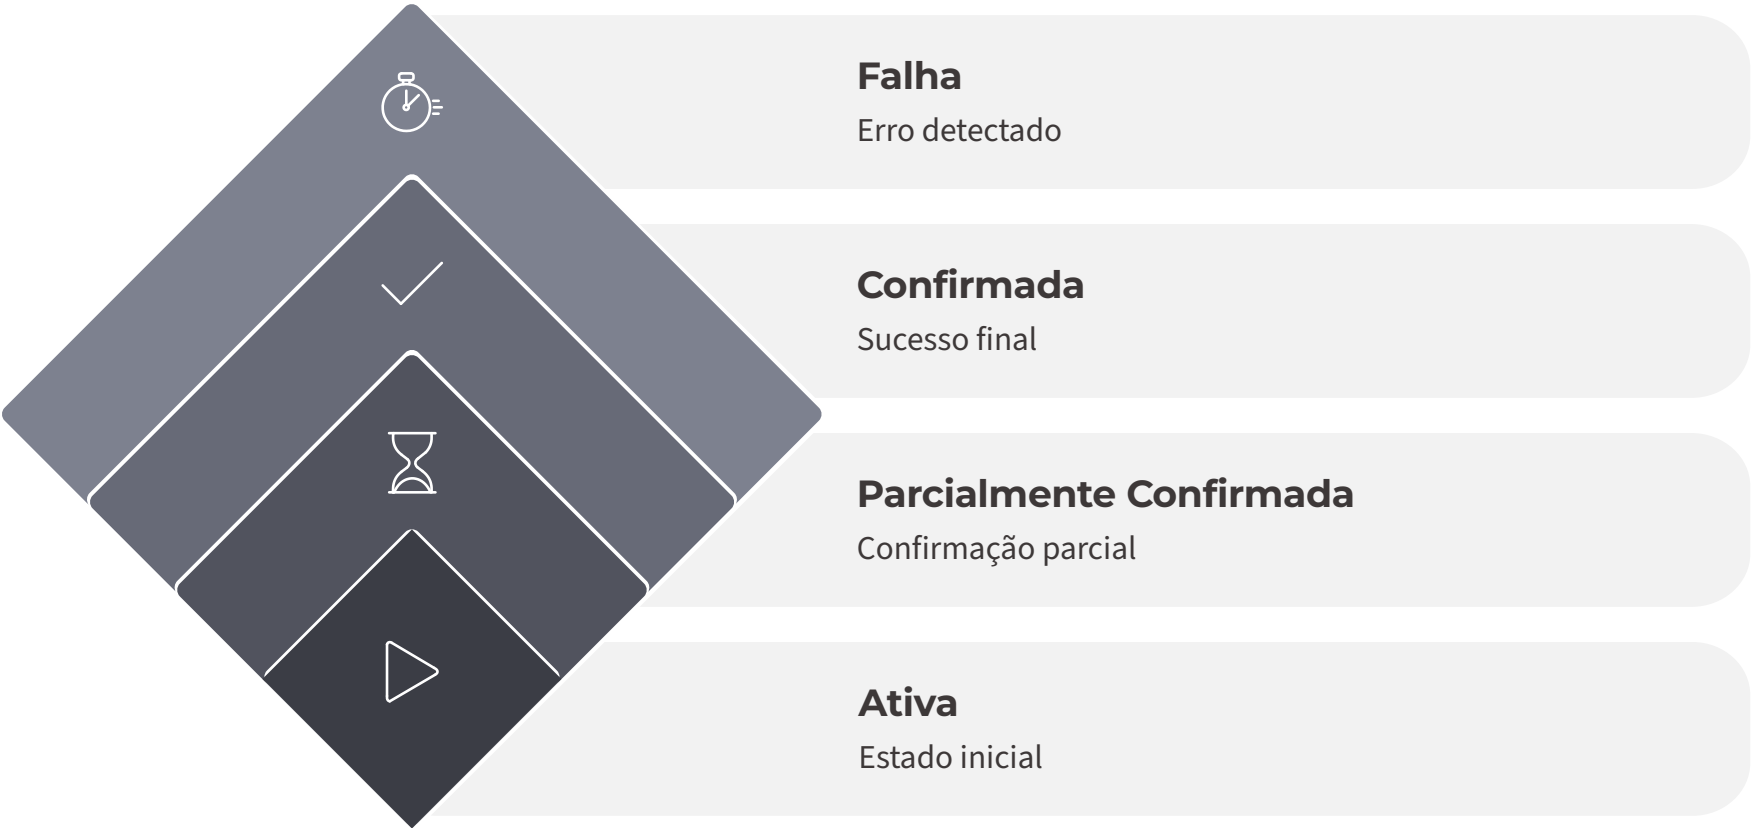 Falha
Erro detectado
Confirmada
Sucesso final
Parcialmente Confirmada
Confirmação parcial
Ativa
Estado inicial